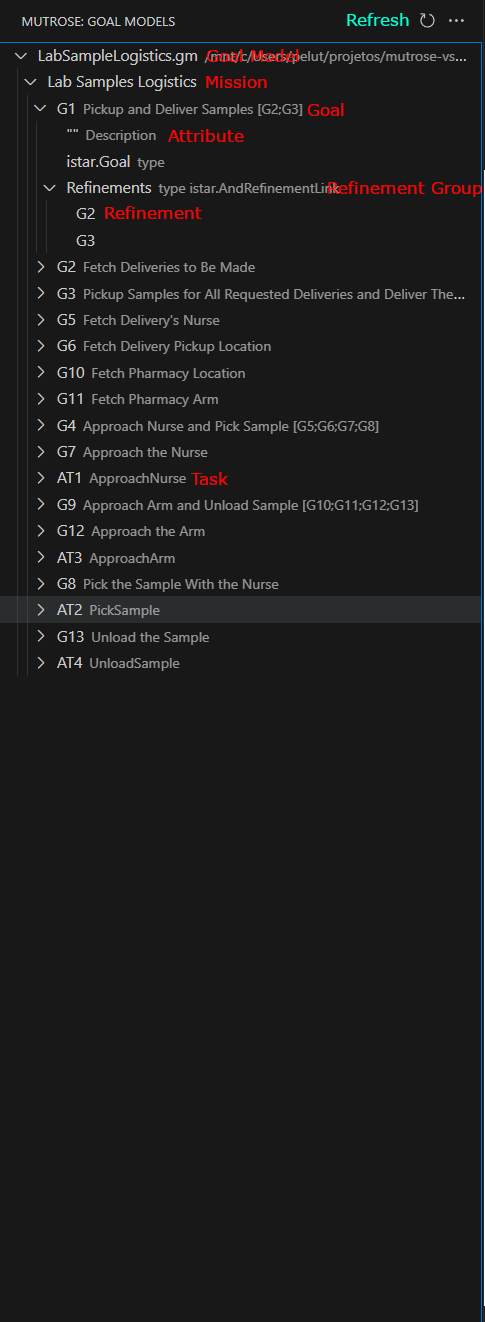 MUTROSE: GOAL MODELS Refresh ...
LabSampleLogistics.gm /mnt/c/Users/pelut/projetos/mutrose-vs... Goal Model
Lab Samples Logistics Mission
G1 Pickup and Deliver Samples [G2;G3] Goal
"" Description Attribute
istar.Goal type
Refinements type istar.AndRefinementLink Refinement Group
G2 Refinement
G3
G2 Fetch Deliveries to Be Made
G3 Pickup Samples for All Requested Deliveries and Deliver The...
G5 Fetch Delivery's Nurse
G6 Fetch Delivery Pickup Location
G10 Fetch Pharmacy Location
G11 Fetch Pharmacy Arm
G4 Approach Nurse and Pick Sample [G5;G6;G7;G8]
G7 Approach the Nurse
AT1 ApproachNurse Task
G9 Approach Arm and Unload Sample [G10;G11;G12;G13]
G12 Approach the Arm
AT3 ApproachArm
G8 Pick the Sample With the Nurse
AT2 PickSample
G13 Unload the Sample
AT4 UnloadSample